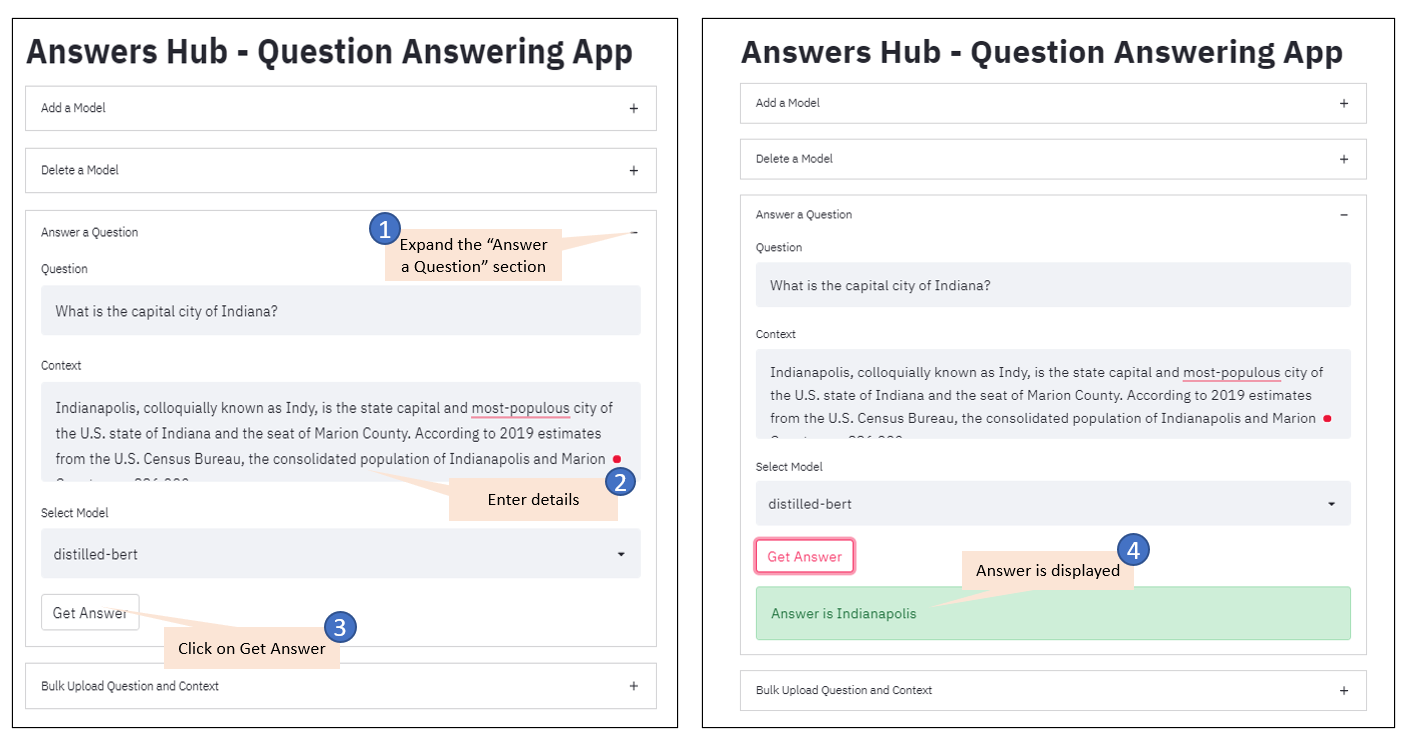 Answers Hub - Question Answering App
Add a Model
+
Delete a Model
+
Answer a Question
-
1
Expand the “Answer
a Question” section
Question
What is the capital city of Indiana?
Context
Indianapolis, colloquially known as Indy, is the state capital and most-populous city of
the U.S. state of Indiana and the seat of Marion County. According to 2019 estimates
from the U.S. Census Bureau, the consolidated population of Indianapolis and Marion
2
Enter details
Select Model
distilled-bert
Get Answer
3
Click on Get Answer
Bulk Upload Question and Context
+
Answers Hub - Question Answering App
Add a Model
+
Delete a Model
+
Answer a Question
-
Question
What is the capital city of Indiana?
Context
Indianapolis, colloquially known as Indy, is the state capital and most-populous city of
the U.S. state of Indiana and the seat of Marion County. According to 2019 estimates
from the U.S. Census Bureau, the consolidated population of Indianapolis and Marion
Select Model
distilled-bert
Get Answer
4
Answer is displayed
Answer is Indianapolis
Bulk Upload Question and Context
+